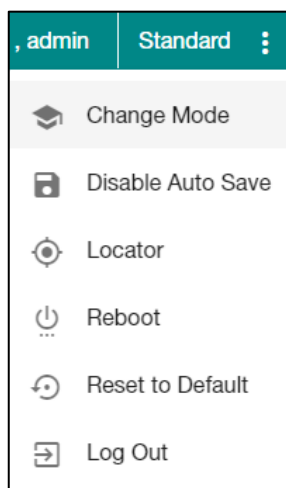 , admin Standard
Change Mode
Disable Auto Save
Locator
Reboot
Reset to Default
Log Out